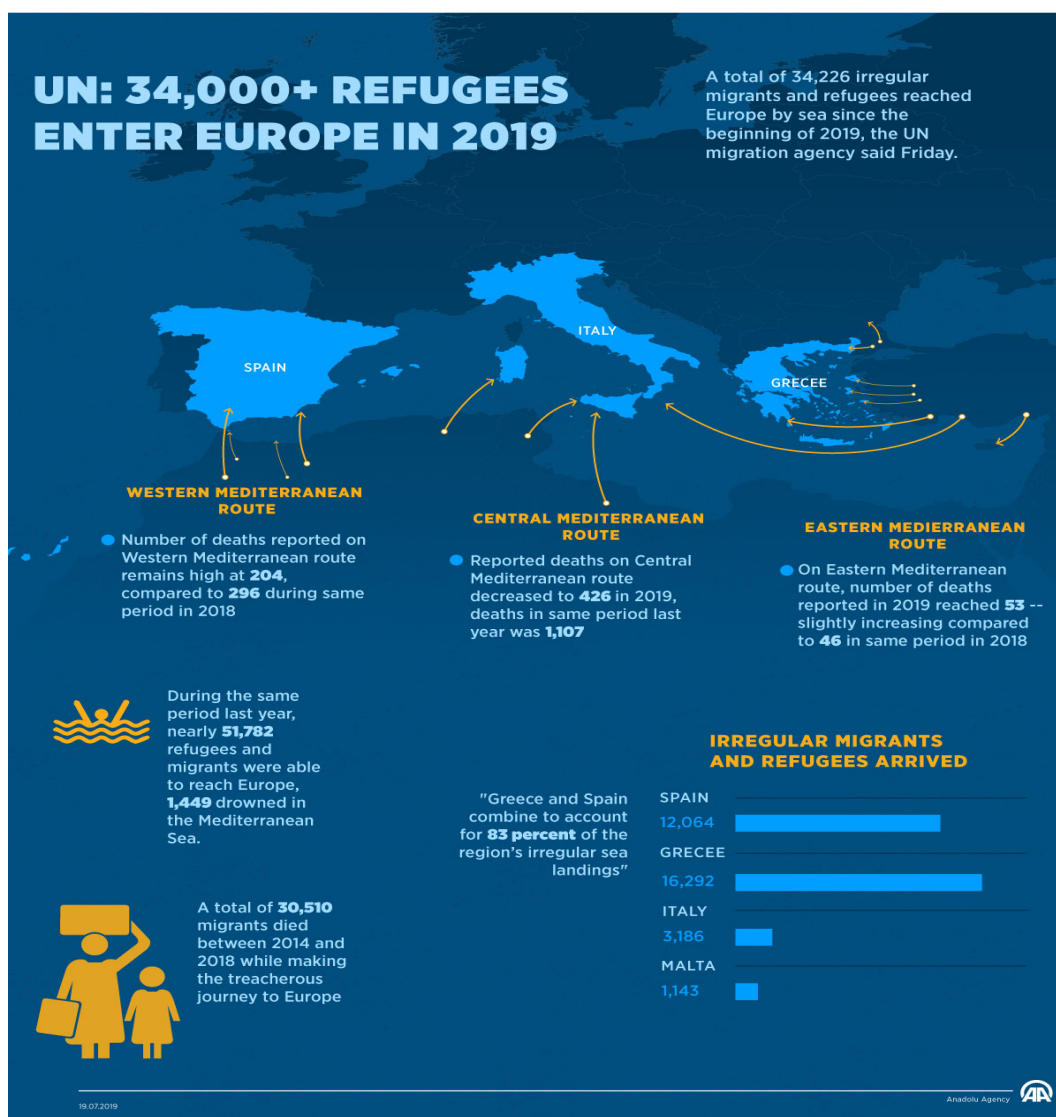 UN: 34,000+ REFUGEES
ENTER EUROPE IN 2019
A total of 34,226 irregular
migrants and refugees reached
Europe by sea since the
beginning of 2019, the UN
migration agency said Friday.
SPAIN
ITALY
GRECEE
WESTERN MEDITERRANEAN
ROUTE
Number of deaths reported on
Western Mediterranean route
remains high at 204,
compared to 296 during same
period in 2018
CENTRAL MEDITERRANEAN
ROUTE
Reported deaths on Central
Mediterranean route
decreased to 426 in 2019,
deaths in same period last
year was 1,107
EASTERN MEDIERRANEAN
ROUTE
On Eastern Mediterranean
route, number of deaths
reported in 2019 reached 53 --
slightly increasing compared
to 46 in same period in 2018
During the same
period last year,
nearly 51,782
refugees and
migrants were able
to reach Europe,
1,449 drowned in
the Mediterranean
Sea.
A total of 30,510
migrants died
between 2014 and
2018 while making
the treacherous
journey to Europe
"Greece and Spain
combine to account
for 83 percent of the
region's irregular sea
landings"
IRREGULAR MIGRANTS
AND REFUGEES ARRIVED
SPAIN
12,064
GRECEE
16,292
ITALY
3,186
MALTA
1,143
19.07.2019
Anadolu Agency
AA